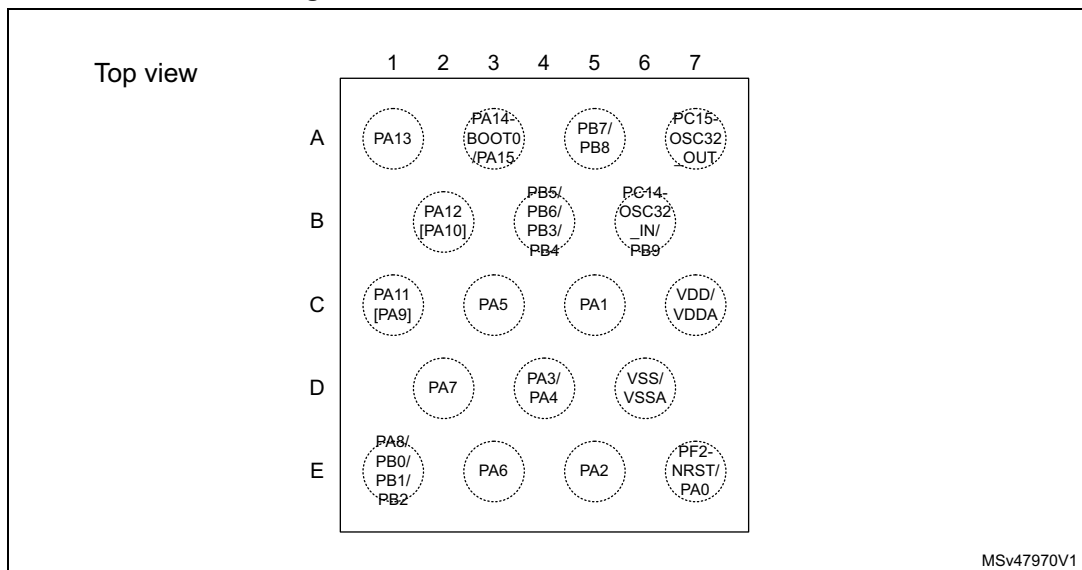 Top view
1 2 3 4 5 6 7
A
PA13
PA14-
BOOT0
/PA15
PB7/
PB8
PC15-
OSC32
_OUT
B
PA12
[PA10]
PB5/
PB6/
PB3/
PB4
PC14-
OSC32
_IN/
PB9
C
PA11
[PA9]
PA5
PA1
VDD/
VDDA
D
PA7
PA3/
PA4
VSS/
VSSA
E
PA8/
PB0/
PB1/
PB2
PA6
PA2
PF2-
NRST/
PA0
MSv47970V1